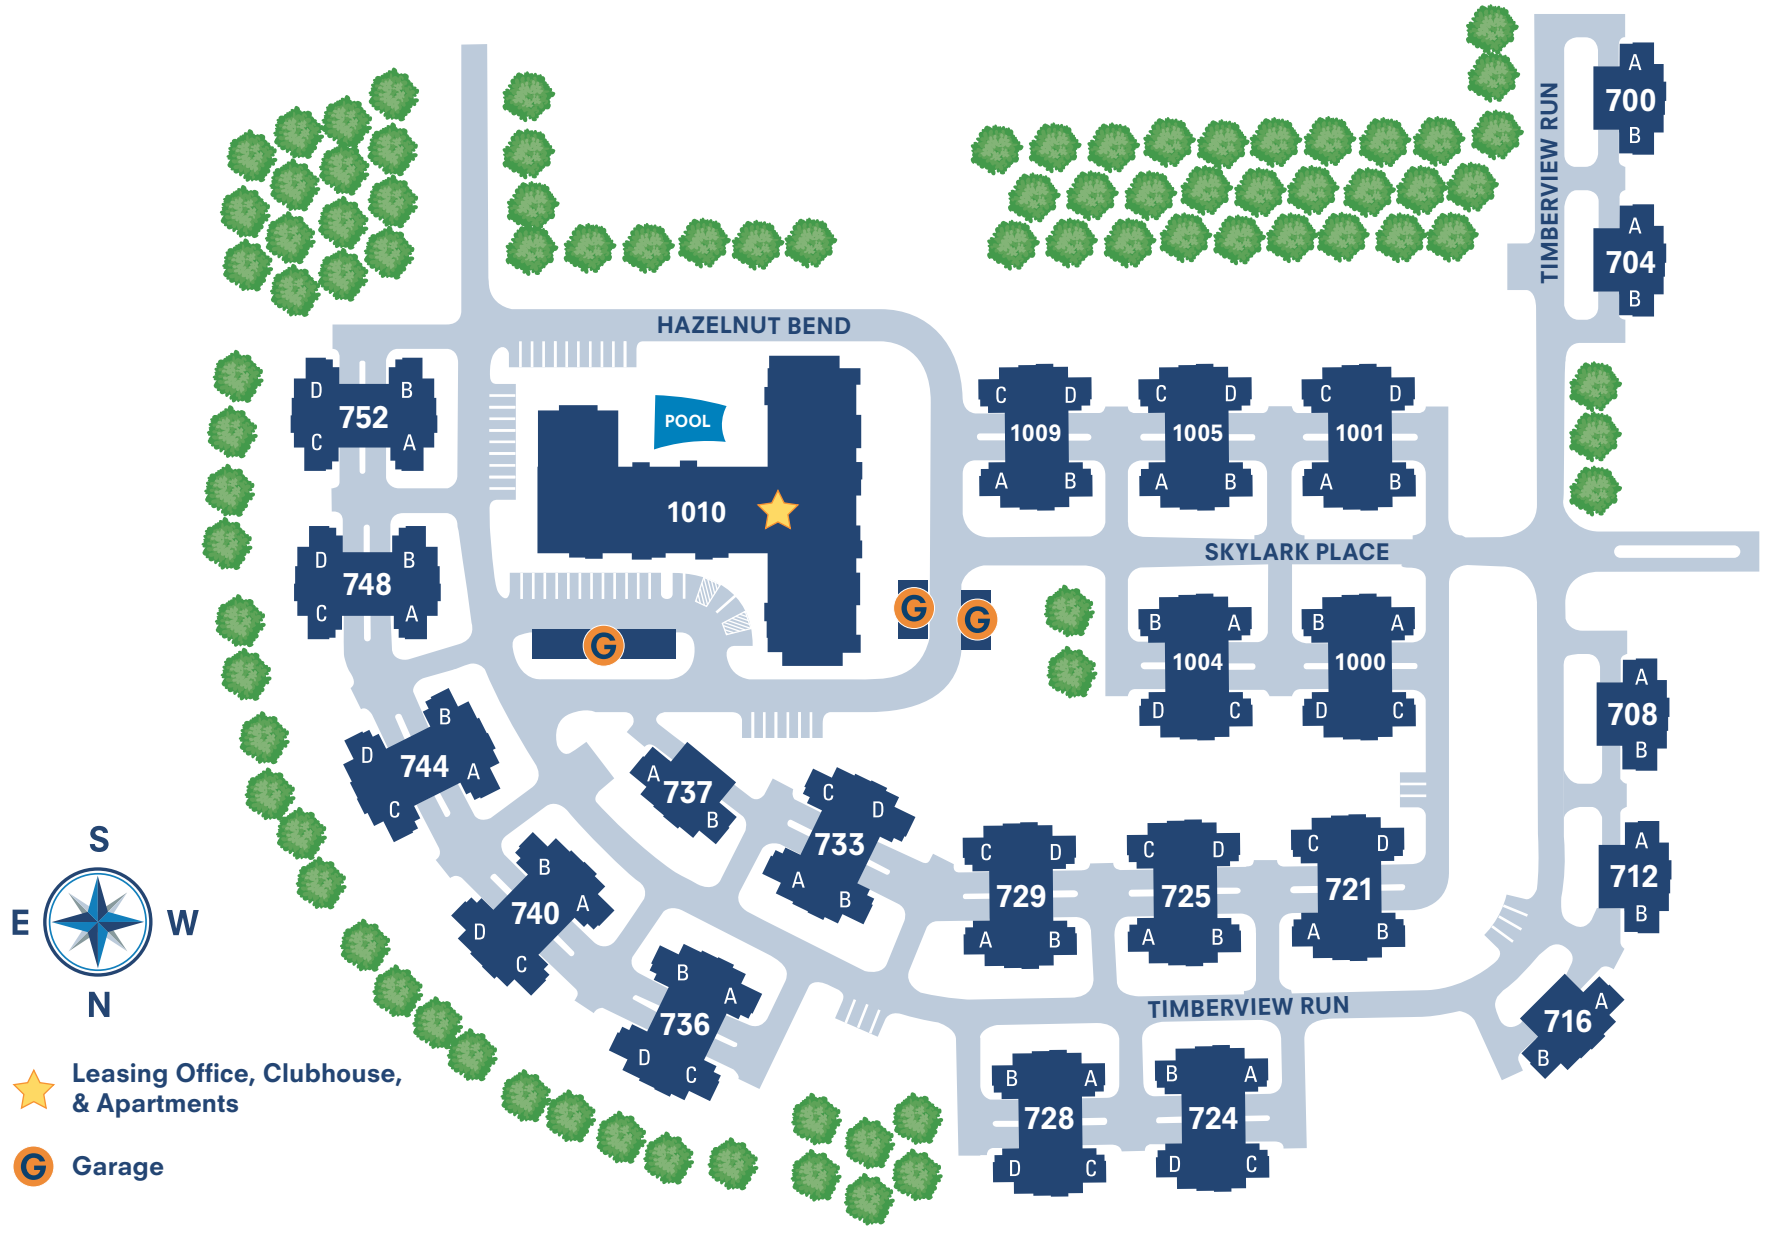 A
700
B
TIMBERVIEW RUN
A
704
B
HAZELNUT BEND
D B
752
C A
POOL
1010
C D
1009
A B
C D
1005
A B
C D
1001
A B
SKYLARK PLACE
D B
748
C A
G
G
G
B A
1004
D C
B A
1000
D C
A
708
B
B
D
744
A
C
A
737
B
C
D
733
A
B
C D
729
A B
C D
725
A B
C D
721
A B
A
712
B
B
A
740
D
C
B
A
736
D
C
TIMBERVIEW RUN
A
716
B
B A
728
D C
B A
724
D C
S
E W
N
Leasing Office, Clubhouse,
& Apartments
G Garage